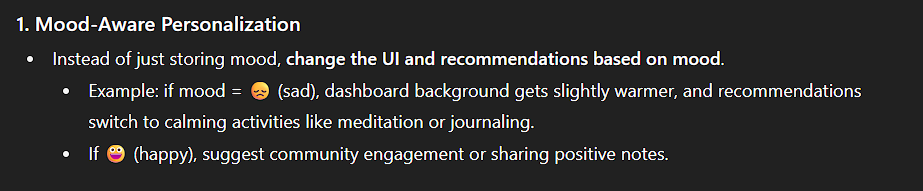 1. Mood-Aware Personalization
• Instead of just storing mood, change the UI and recommendations based on mood.
• Example: if mood = 😞 (sad), dashboard background gets slightly warmer, and recommendations
switch to calming activities like meditation or journaling.
• If 😀 (happy), suggest community engagement or sharing positive notes.